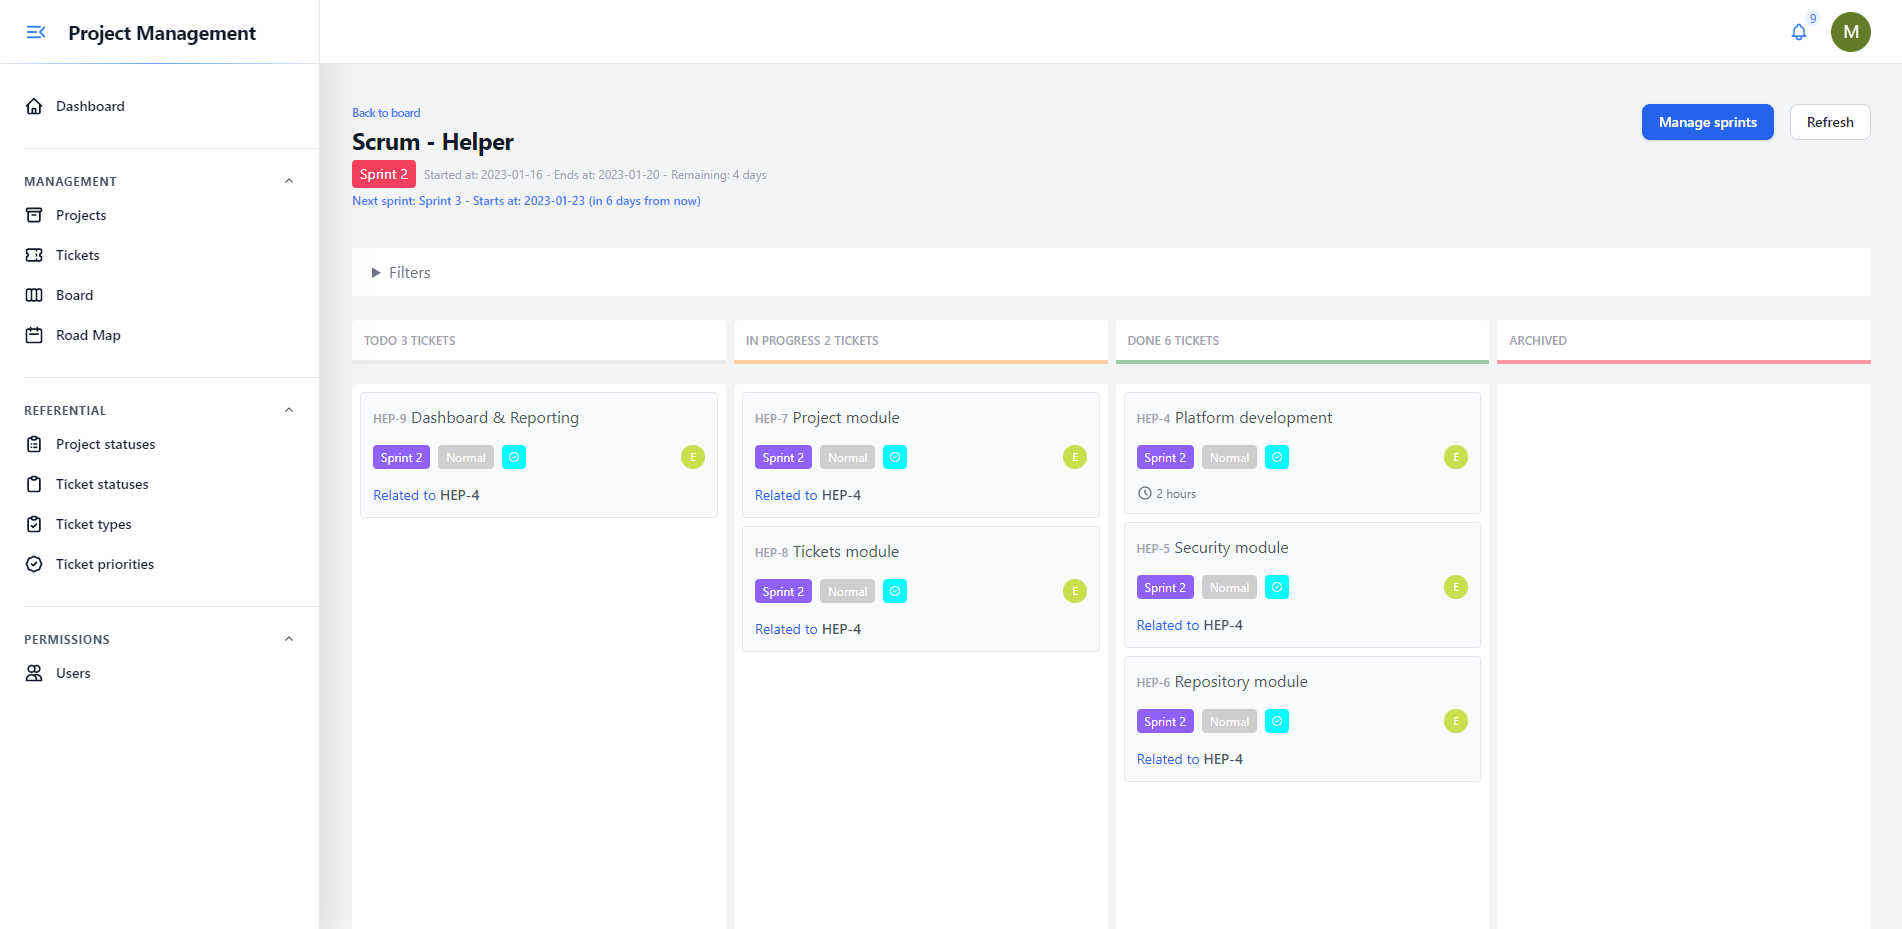 Project Management
9
M
Dashboard
MANAGEMENT
Projects
Tickets
Board
Road Map
REFERENTIAL
Project statuses
Ticket statuses
Ticket types
Ticket priorities
PERMISSIONS
Users
Back to board
Scrum - Helper
Manage sprints
Refresh
Sprint 2 Started at: 2023-01-16 - Ends at: 2023-01-20 - Remaining: 4 days
Next sprint: Sprint 3 - Starts at: 2023-01-23 (in 6 days from now)
Filters
TODO 3 TICKETS
HEP-9 Dashboard & Reporting
Sprint 2 Normal E
Related to HEP-4
IN PROGRESS 2 TICKETS
HEP-7 Project module
Sprint 2 Normal E
Related to HEP-4
HEP-8 Tickets module
Sprint 2 Normal E
Related to HEP-4
DONE 6 TICKETS
HEP-4 Platform development
Sprint 2 Normal E
2 hours
HEP-5 Security module
Sprint 2 Normal E
Related to HEP-4
HEP-6 Repository module
Sprint 2 Normal E
Related to HEP-4
ARCHIVED